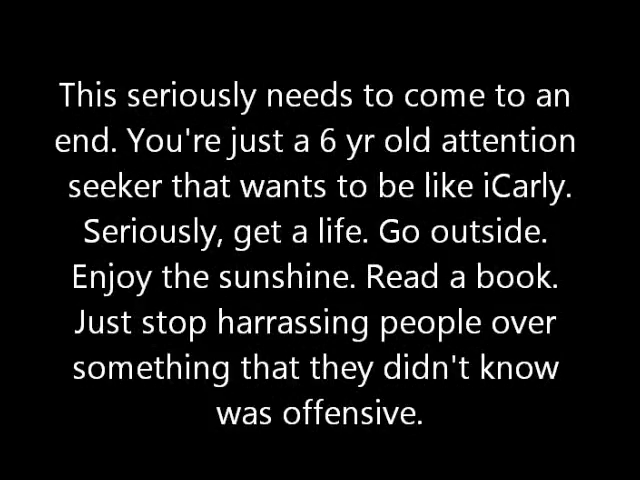 This seriously needs to come to an
end. You're just a 6 yr old attention
seeker that wants to be like iCarly.
Seriously, get a life. Go outside.
Enjoy the sunshine. Read a book.
Just stop harrassing people over
something that they didn't know
was offensive.